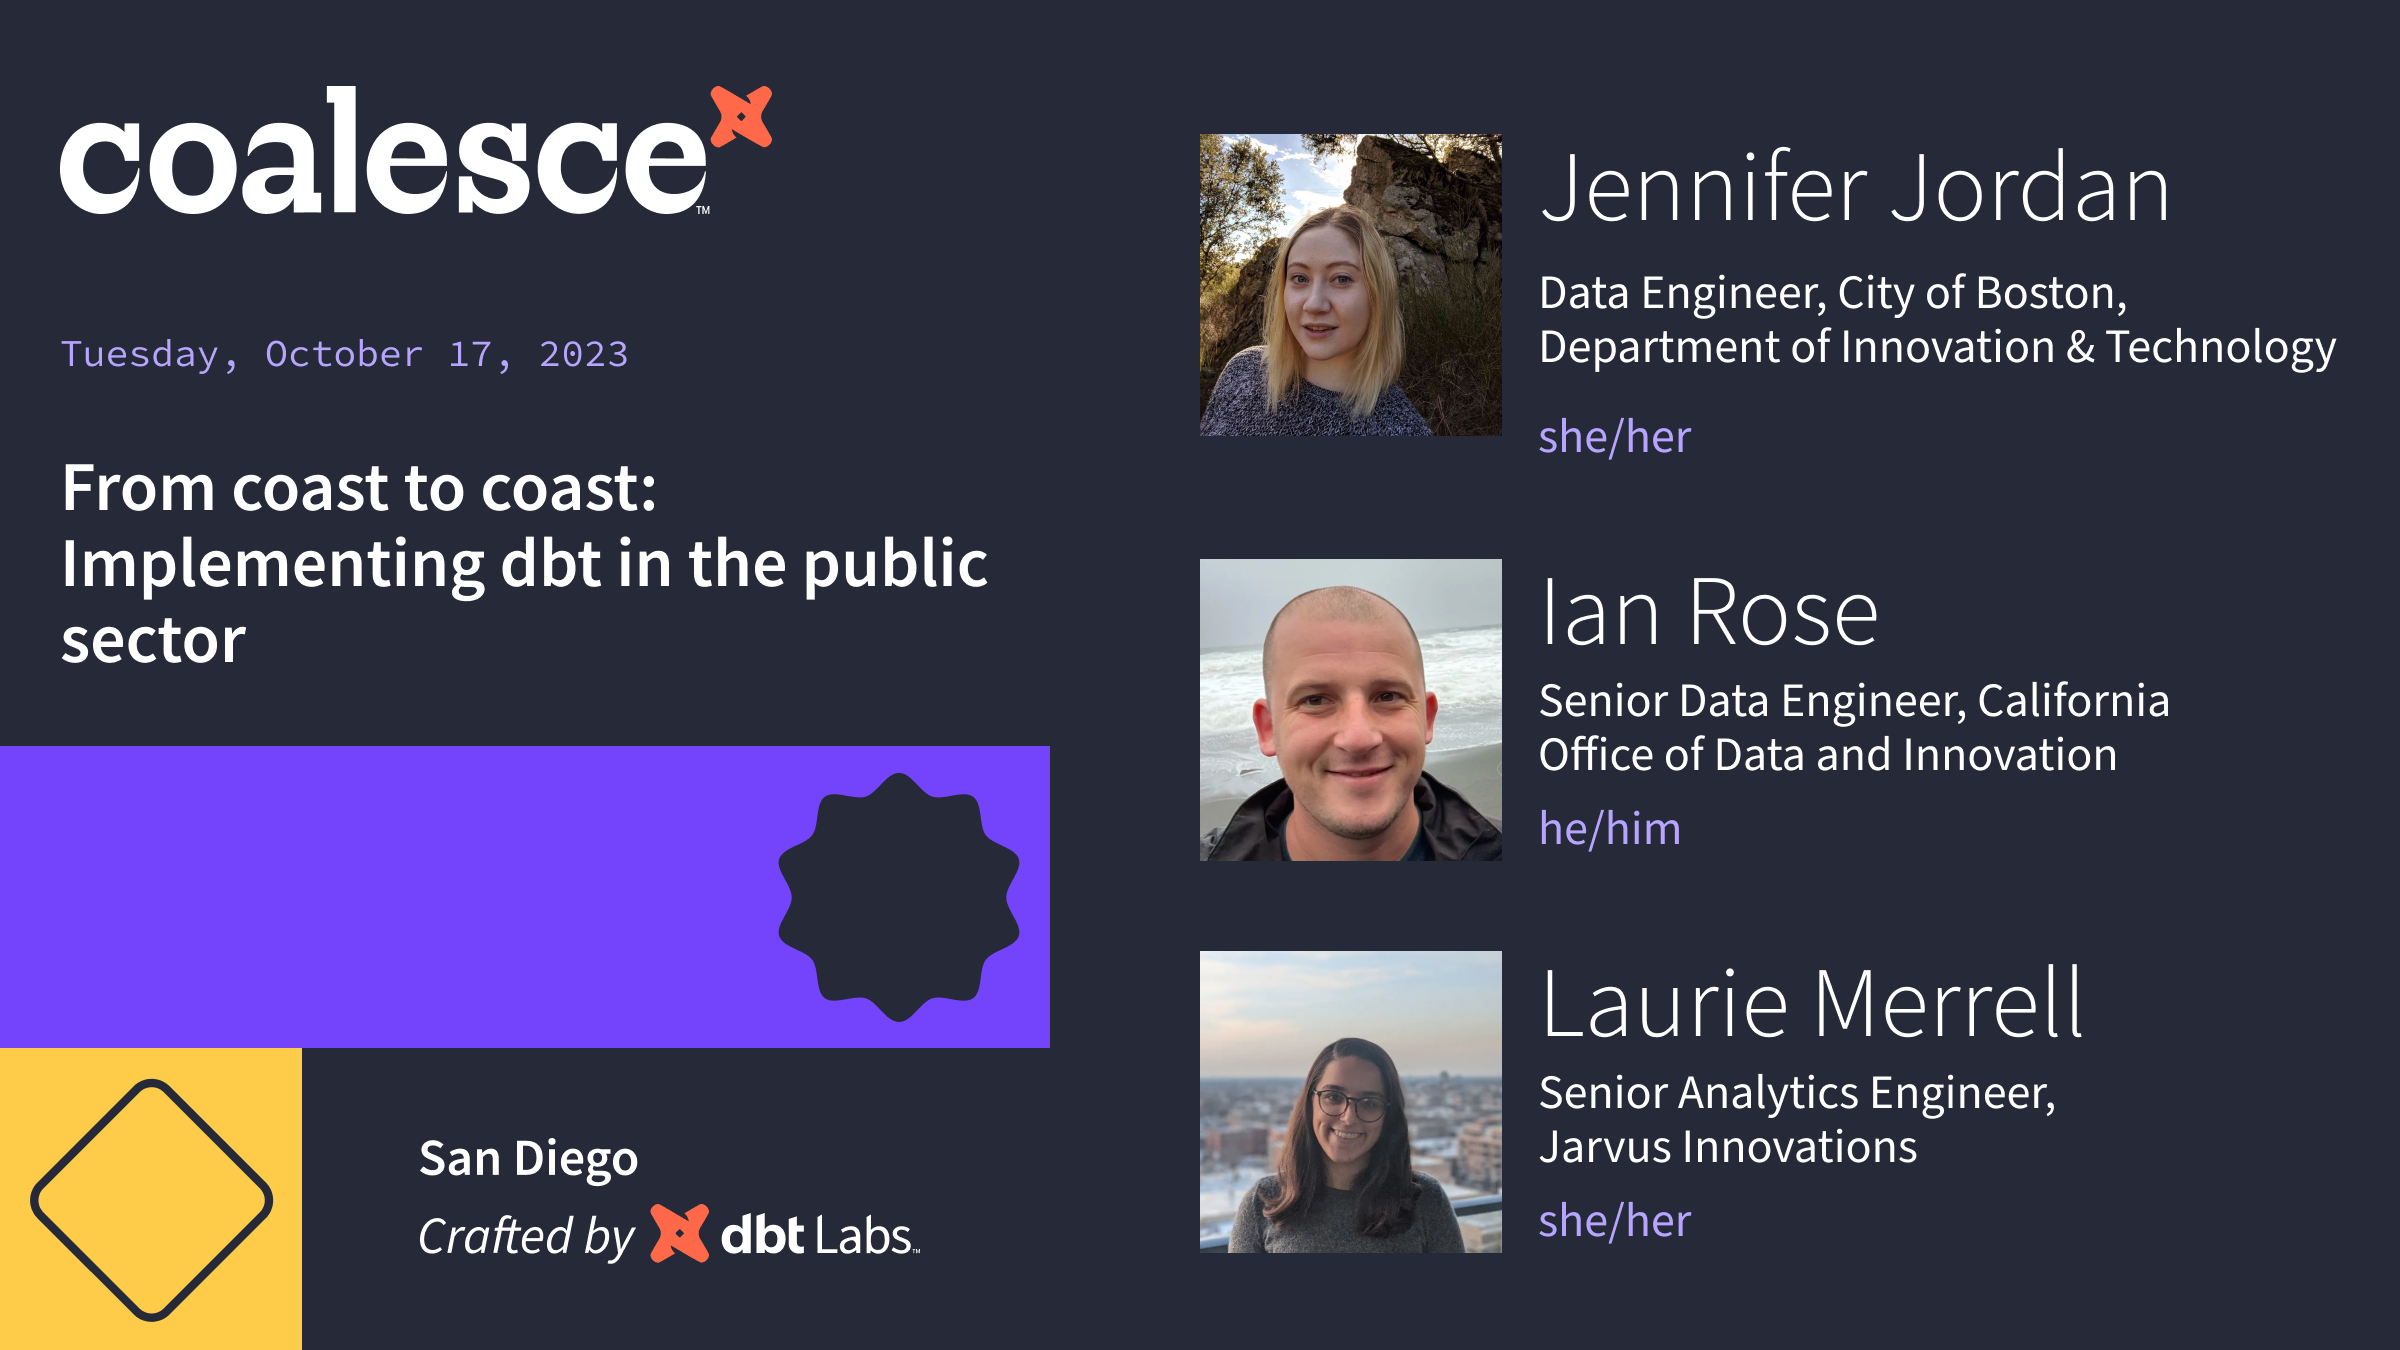 coalesce™
Tuesday, October 17, 2023
From coast to coast:
Implementing dbt in the public
sector
San Diego
Crafted by dbt Labs™
Jennifer Jordan
Data Engineer, City of Boston,
Department of Innovation & Technology
she/her
Ian Rose
Senior Data Engineer, California
Office of Data and Innovation
he/him
Laurie Merrell
Senior Analytics Engineer,
Jarvus Innovations
she/her